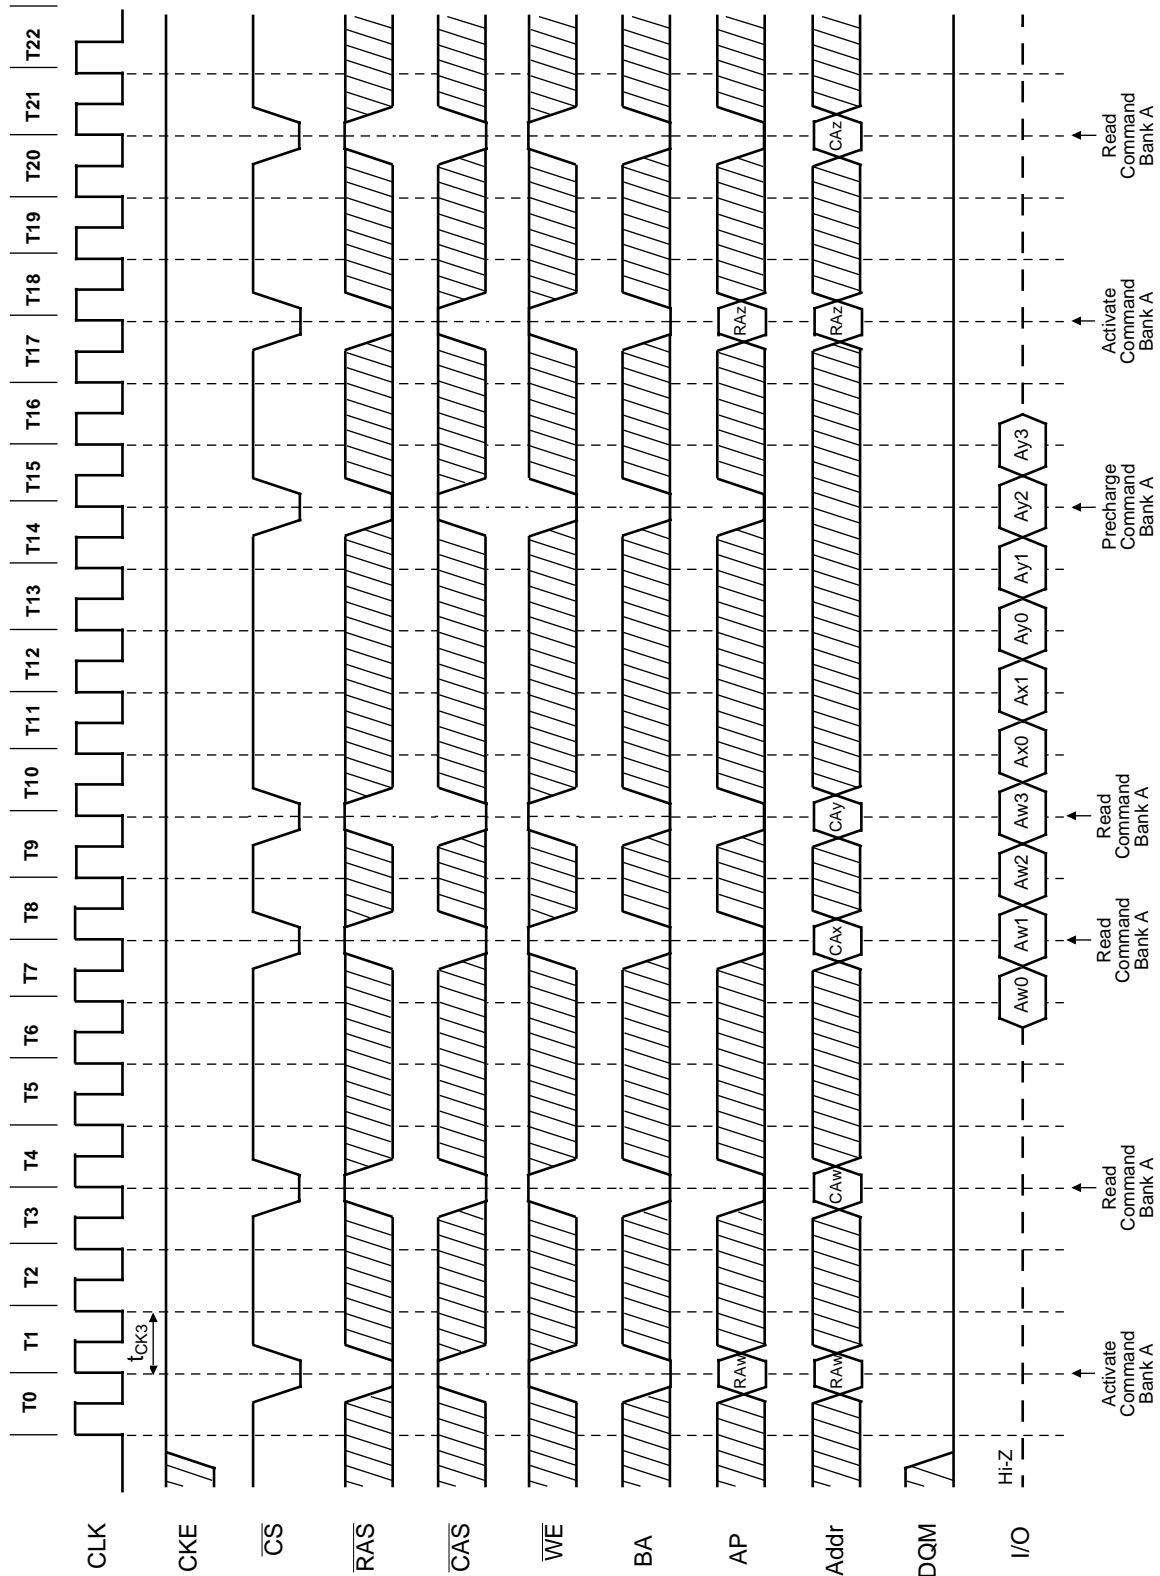 T0 T1 T2 T3 T4 T5 T6 T7 T8 T9 T10 T11 T12 T13 T14 T15 T16 T17 T18 T19 T20 T21 T22
CLK
tCK3
CKE
CS
RAS
CAS
WE
BA
AP
RAw RAz
Addr
RAw CAw CAx CAy RAz CAz
DQM
Hi-Z
I/O
Aw0 Aw1 Aw2 Aw3 Ax0 Ax1 Ay0 Ay1 Ay2 Ay3
Activate
Command
Bank A
Read
Command
Bank A
Read
Command
Bank A
Read
Command
Bank A
Precharge
Command
Bank A
Activate
Command
Bank A
Read
Command
Bank A